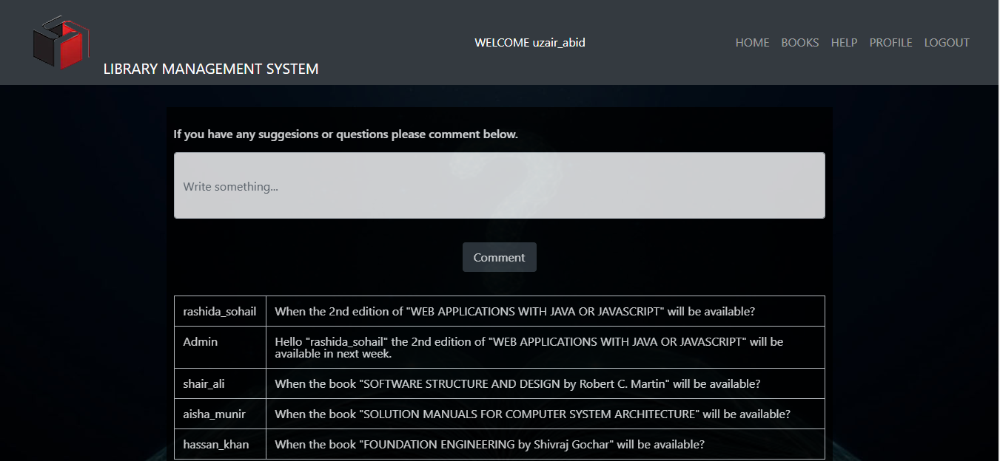 WELCOME uzair_abid
HOME BOOKS HELP PROFILE LOGOUT
LIBRARY MANAGEMENT SYSTEM
If you have any suggesions or questions please comment below.
Write something...
Comment
rashida_sohail When the 2nd edition of "WEB APPLICATIONS WITH JAVA OR JAVASCRIPT" will be available?
Admin Hello "rashida_sohail" the 2nd edition of "WEB APPLICATIONS WITH JAVA OR JAVASCRIPT" will be
available in next week.
shair_ali When the book "SOFTWARE STRUCTURE AND DESIGN by Robert C. Martin" will be available?
aisha_munir When the book "SOLUTION MANUALS FOR COMPUTER SYSTEM ARCHITECTURE" will be available?
hassan_khan When the book "FOUNDATION ENGINEERING by Shivraj Gochar" will be available?